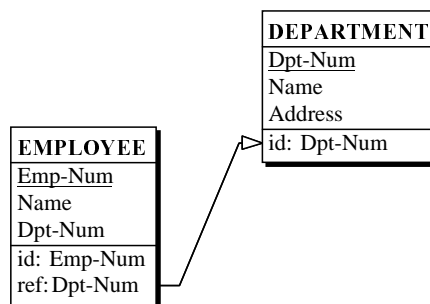 DEPARTMENT
Dpt-Num
Name
Address
id: Dpt-Num
EMPLOYEE
Emp-Num
Name
Dpt-Num
id: Emp-Num
ref:Dpt-Num